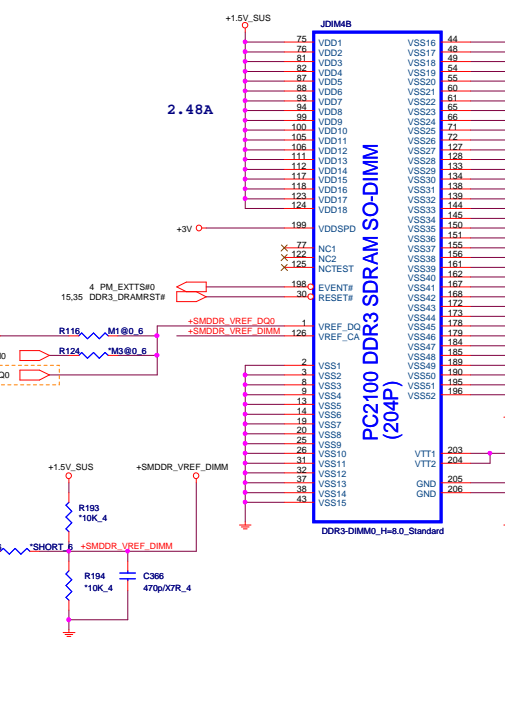 +1.5V_SUS
JDIM4B
75 VDD1 VSS16 44
76 VDD2 VSS17 48
81 VDD3 VSS18 49
82 VDD4 VSS19 54
87 VDD5 VSS20 55
88 VDD6 VSS21 60
93 VDD7 VSS22 61
94 VDD8 VSS23 65
99 VDD9 VSS24 66
100 VDD10 VSS25 71
105 VDD11 VSS26 72
106 VDD12 VSS27 127
111 VDD13 VSS28 128
112 VDD14 VSS29 133
117 VDD15 VSS30 134
118 VDD16 VSS31 138
123 VDD17 VSS32 139
124 VDD18 VSS33 144
VSS34 145
2.48A
+3V 199 VDDSPD VSS35 150
VSS36 151
77 NC1 VSS37 155
122 NC2 VSS38 156
125 NCTEST VSS39 161
VSS40 162
4 PM_EXTTS#0 198 EVENT# VSS41 167
15,35 DDR3_DRAMRST# 30 RESET# VSS42 168
VSS43 172
VSS44 173
+SMDDR_VREF_DQ0 1 VREF_DQ VSS45 178
+SMDDR_VREF_DIMM 126 VREF_CA VSS46 179
VSS47 184
VSS48 185
2 VSS1 VSS49 189
3 VSS2 VSS50 190
8 VSS3 VSS51 195
9 VSS4 VSS52 196
13 VSS5
14 VSS6
19 VSS7
20 VSS8
25 VSS9
26 VSS10 VTT1 203
31 VSS11 VTT2 204
32 VSS12
37 VSS13 GND 205
38 VSS14 GND 206
43 VSS15
PC2100 DDR3 SDRAM SO-DIMM
(204P)
DDR3-DIMM0_H=8.0_Standard
R116 M1@0_6
R124 *M3@0_6
Q0
+1.5V_SUS
+SMDDR_VREF_DIMM
R193
*10K_4
*SHORT_6
+SMDDR_VREF_DIMM
R194
*10K_4
C366
470p/X7R_4